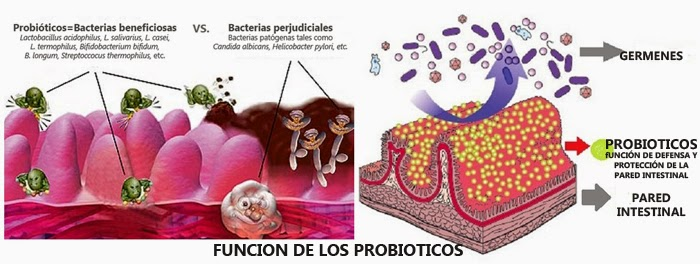 Probióticos=Bacterias beneficiosas
Lactobacillus acidophilus, L. salivarius, L. casei,
L. termophilus, Bifidobacterium bifidum,
B. longum, Streptococcus thermophilus, etc.
VS.
Bacterias perjudiciales
Bacterias patógenas tales como
Candida albicans, Helicobacter pylori, etc.
GERMENES
PROBIOTICOS
FUNCIÓN DE DEFENSA Y
PROTECCIÓN DE LA
PARED INTESTINAL
PARED
INTESTINAL
FUNCION DE LOS PROBIOTICOS